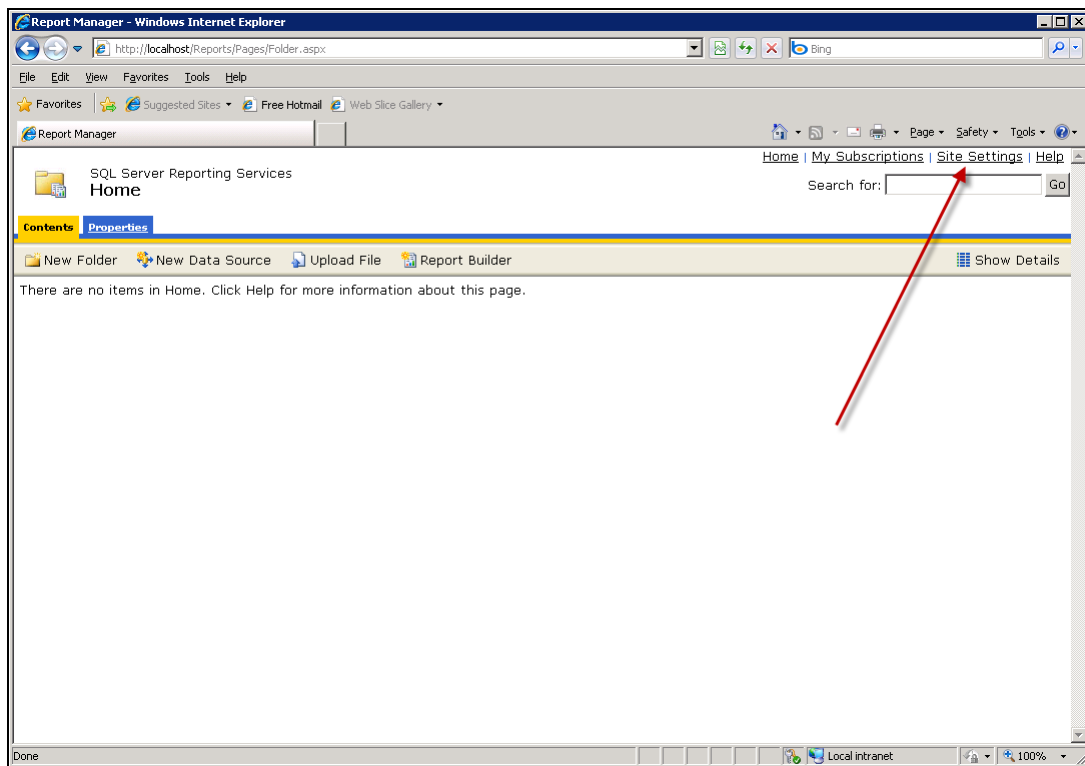 Report Manager - Windows Internet Explorer
http://localhost/Reports/Pages/Folder.aspx
Bing
File Edit View Favorites Tools Help
Favorites Suggested Sites Free Hotmail Web Slice Gallery
Report Manager
Page Safety Tools
Home | My Subscriptions | Site Settings | Help
SQL Server Reporting Services
Home
Search for: Go
Contents Properties
New Folder New Data Source Upload File Report Builder Show Details
There are no items in Home. Click Help for more information about this page.
Done Local intranet 100%